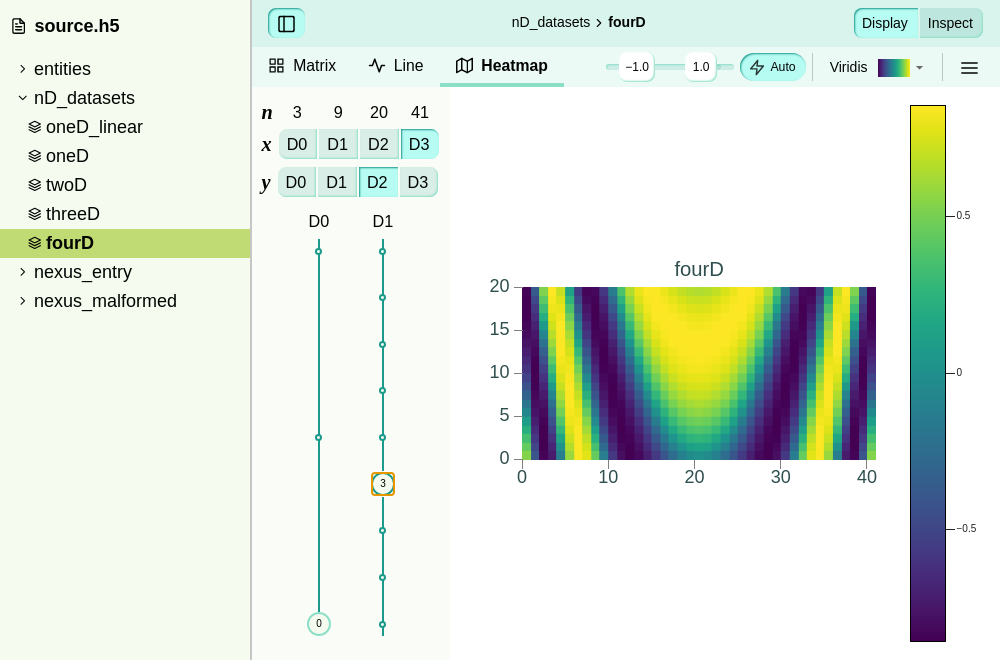 source.h5
nD_datasets › fourD
Display Inspect
entities
nD_datasets
oneD_linear
oneD
twoD
threeD
fourD
nexus_entry
nexus_malformed
Matrix Line Heatmap −1.0 1.0 Auto Viridis
n 3 9 20 41
x D0 D1 D2 D3
y D0 D1 D2 D3
D0 D1
3
0
fourD
20
15
10
5
0
0 10 20 30 40
0.5
0
−0.5